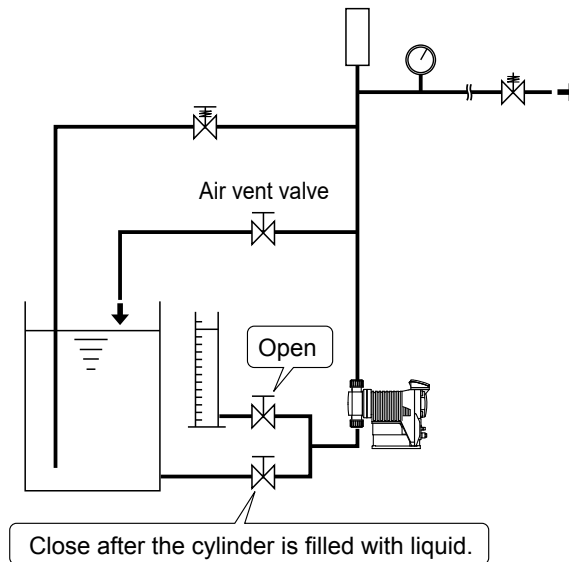 Air vent valve
Open
Close after the cylinder is filled with liquid.